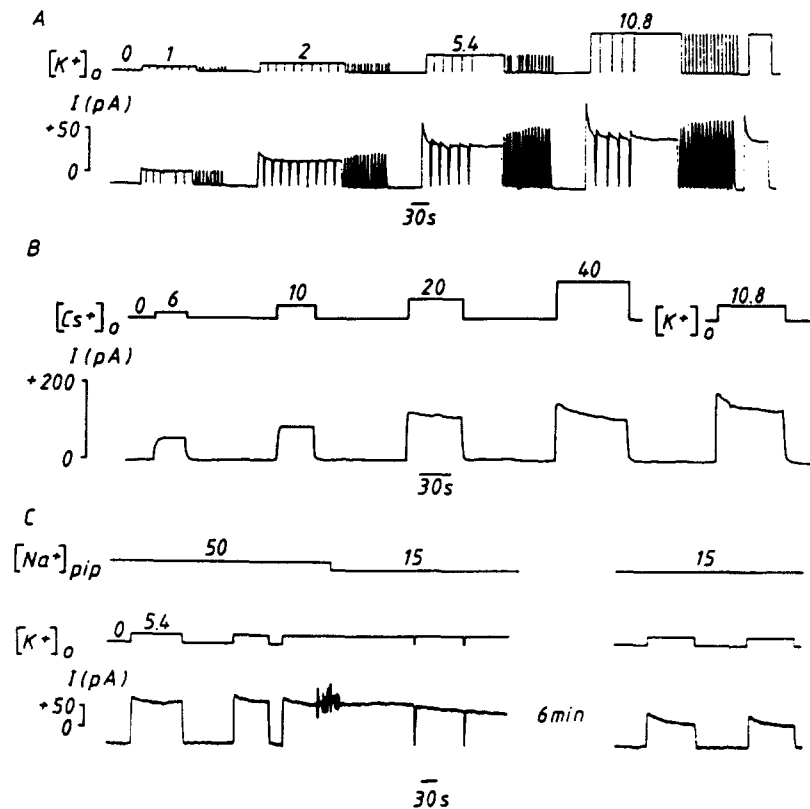 A
[K+]o 0 1 2 5.4 10.8
I (pA)
+50
0
30s
B
[Cs+]o 0 6 10 20 40 [K+]o 10.8
I (pA)
+200
0
30s
C
[Na+]pip 50 15 15
[K+]o 0 5.4
I (pA)
+50
0
6min
30s